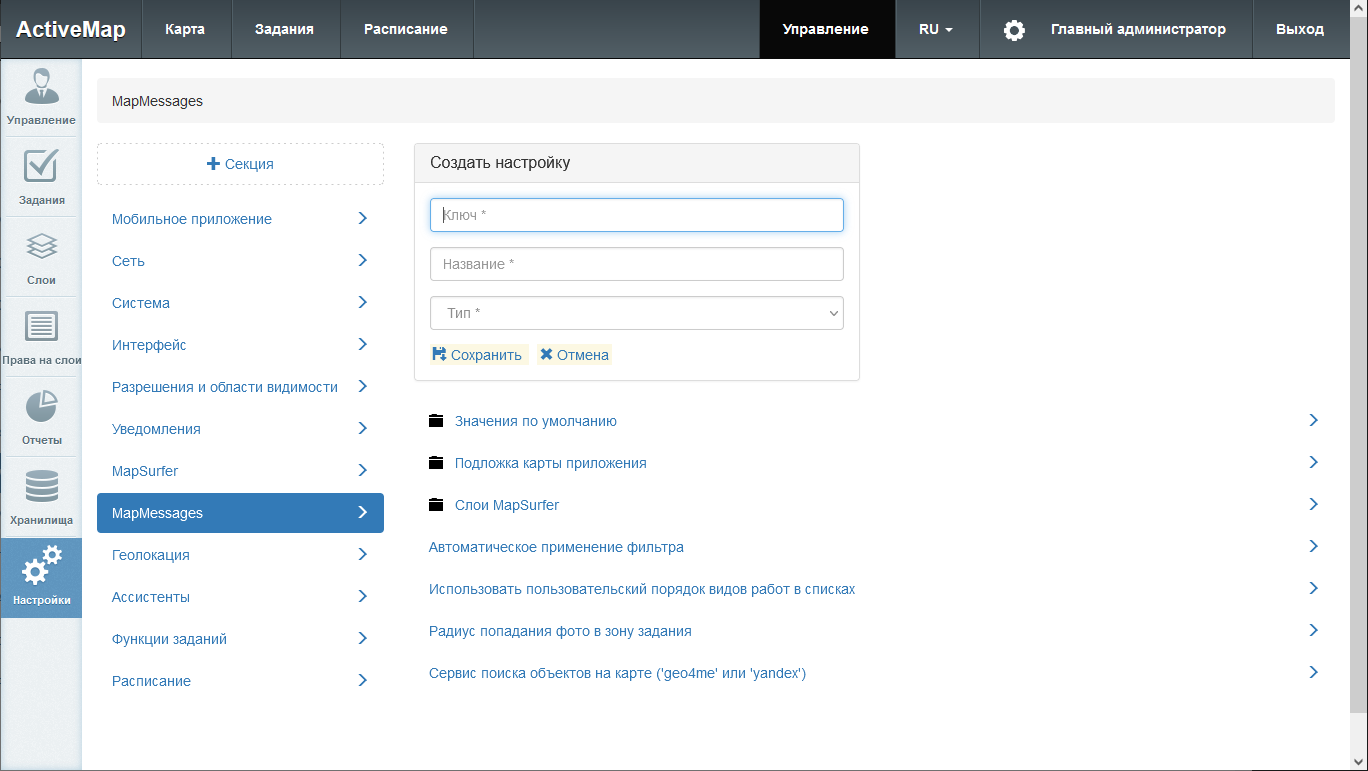 ActiveMap Карта Задания Расписание Управление RU Главный администратор Выход
Управление
Задания
Слои
Права на слои
Отчеты
Хранилища
Настройки
MapMessages
Секция
Мобильное приложение
Сеть
Система
Интерфейс
Разрешения и области видимости
Уведомления
MapSurfer
MapMessages
Геолокация
Ассистенты
Функции заданий
Расписание
Создать настройку
Ключ *
Название *
Тип *
Сохранить Отмена
Значения по умолчанию
Подложка карты приложения
Слои MapSurfer
Автоматическое применение фильтра
Использовать пользовательский порядок видов работ в списках
Радиус попадания фото в зону задания
Сервис поиска объектов на карте ('geo4me' или 'yandex')